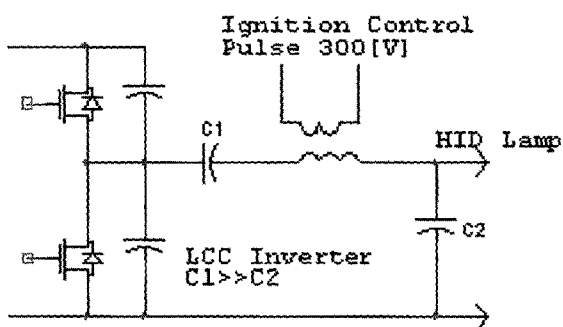 Ignition Control
Pulse 300[V]
C1
HID Lamp
C2
LCC Inverter
C1>>C2